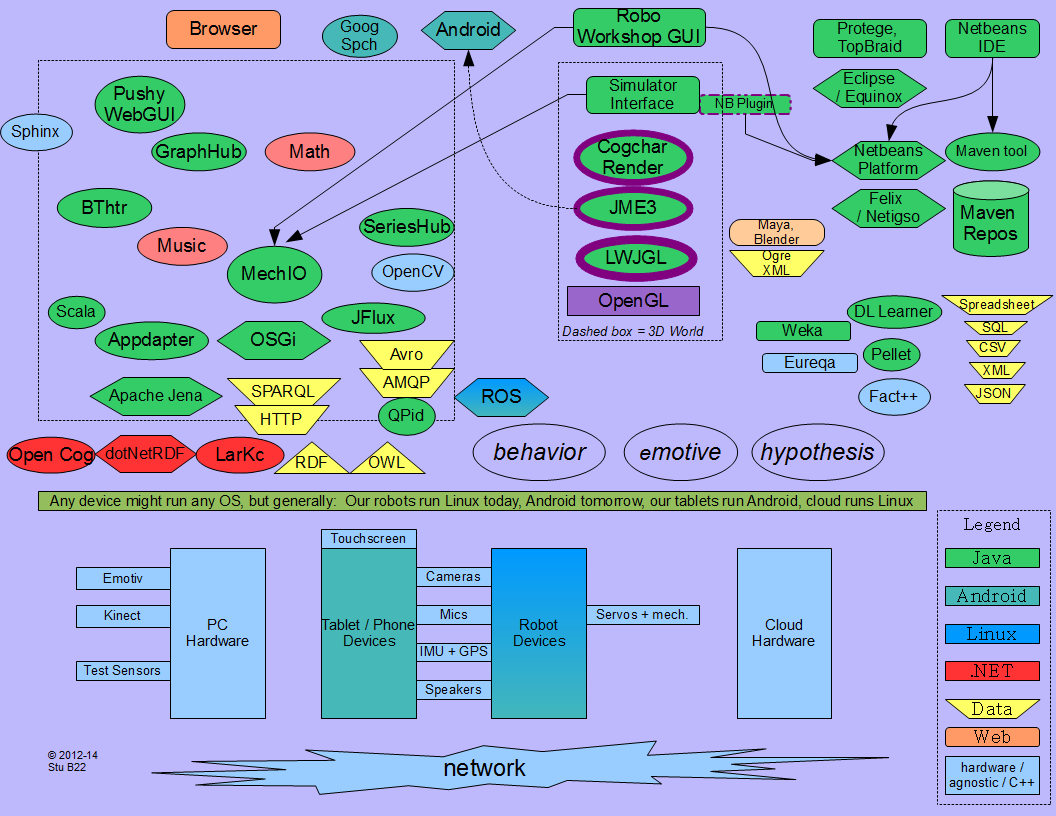 Browser
Goog
Spch
Android
Robo
Workshop GUI
Protege,
TopBraid
Netbeans
IDE
Pushy
WebGUI
Sphinx
GraphHub
Math
Simulator
Interface
NB Plugin
Eclipse
/ Equinox
Cogchar
Render
Netbeans
Platform
Maven tool
BThtr
Music
SeriesHub
JME3
Felix
/ Netigso
Maven
Repos
MechIO
OpenCV
LWJGL
Maya,
Blender
Ogre
XML
Scala
Appdapter
OSGi
JFlux
OpenGL
Dashed box = 3D World
Weka
DL Learner
Spreadsheet
SQL
CSV
XML
JSON
Eureqa
Pellet
Fact++
Avro
AMQP
QPid
Apache Jena
SPARQL
HTTP
ROS
Open Cog
dotNetRDF
LarKc
RDF
OWL
behavior
emotive
hypothesis
Any device might run any OS, but generally:  Our robots run Linux today, Android tomorrow, our tablets run Android, cloud runs Linux
Touchscreen
Emotiv
Kinect
Test Sensors
PC
Hardware
Tablet / Phone
Devices
Cameras
Mics
IMU + GPS
Speakers
Robot
Devices
Servos + mech.
Cloud
Hardware
Legend
Java
Android
Linux
.NET
Data
Web
hardware /
agnostic / C++
© 2012-14
Stu B22
network